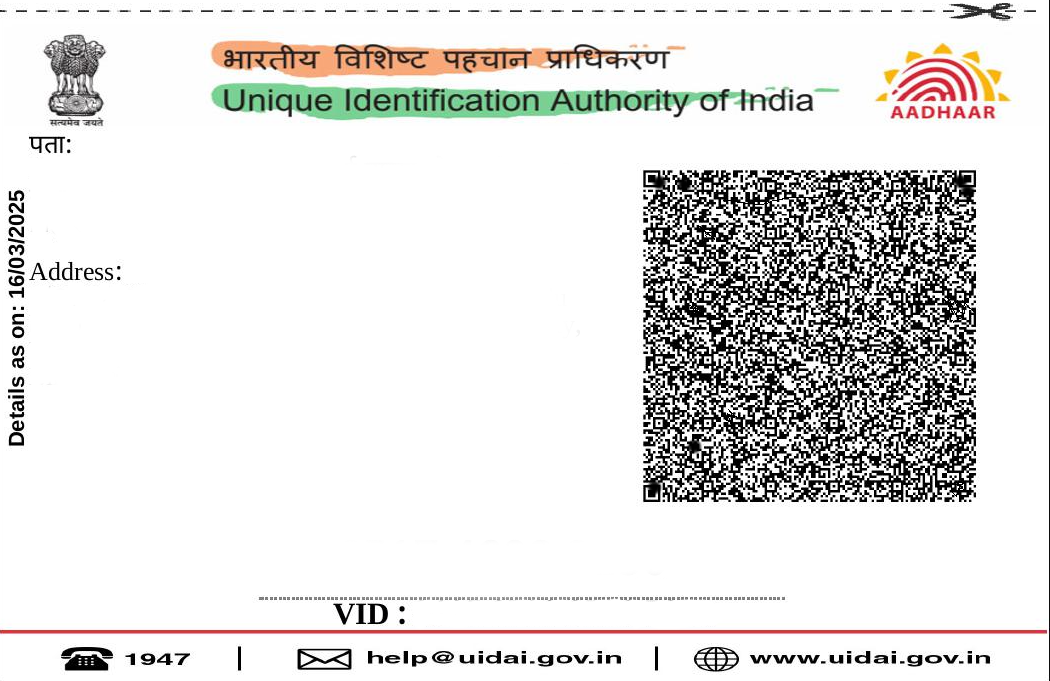 भारतीय विशिष्ट पहचान प्राधिकरण
Unique Identification Authority of India
सत्यमेव जयते
AADHAAR
पता:
Details as on: 16/03/2025
Address:
VID :
1947 | help@uidai.gov.in | www.uidai.gov.in